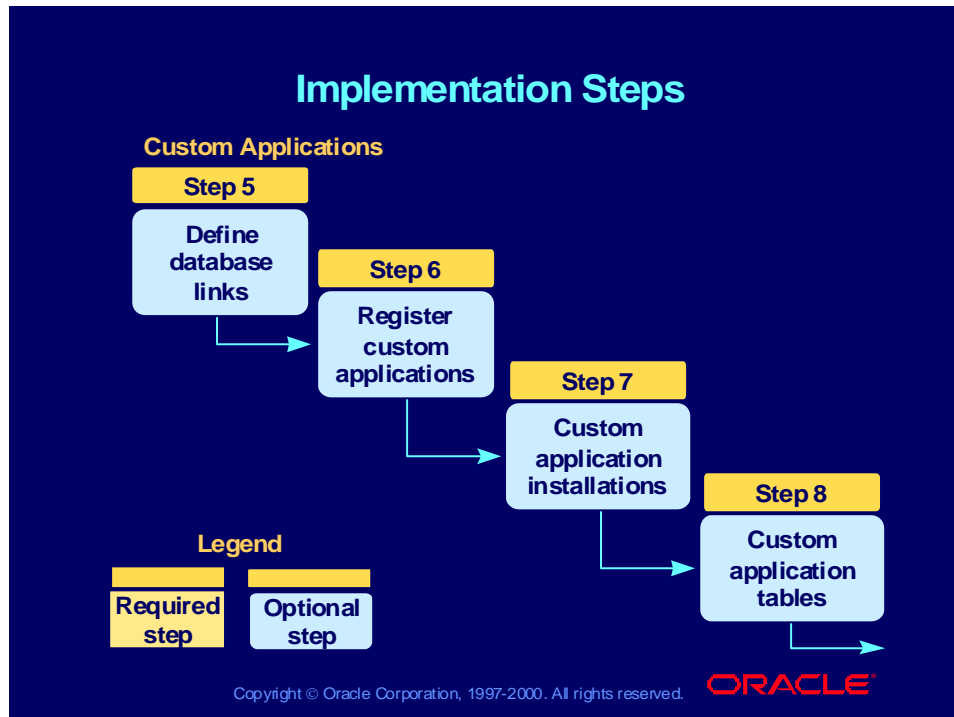 Implementation Steps
Custom Applications
Step 5
Define
database
links
Step 6
Register
custom
applications
Step 7
Custom
application
installations
Step 8
Custom
application
tables
Legend
Required
step
Optional
step
Copyright © Oracle Corporation, 1997-2000. All rights reserved.
ORACLE®